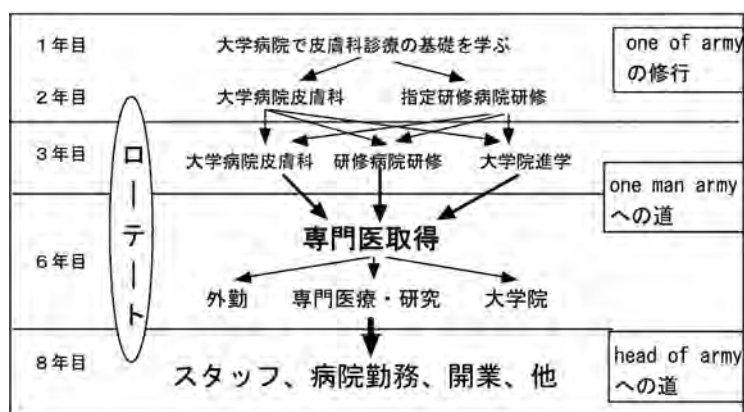 1年目
大学病院で皮膚科診療の基礎を学ぶ
one of army
の修行
2年目
大学病院皮膚科
指定研修病院研修
ローテート
3年目
大学病院皮膚科
研修病院研修
大学院進学
one man army
への道
専門医取得
6年目
外勤
専門医療・研究
大学院
8年目
スタッフ、病院勤務、開業、他
head of army
への道